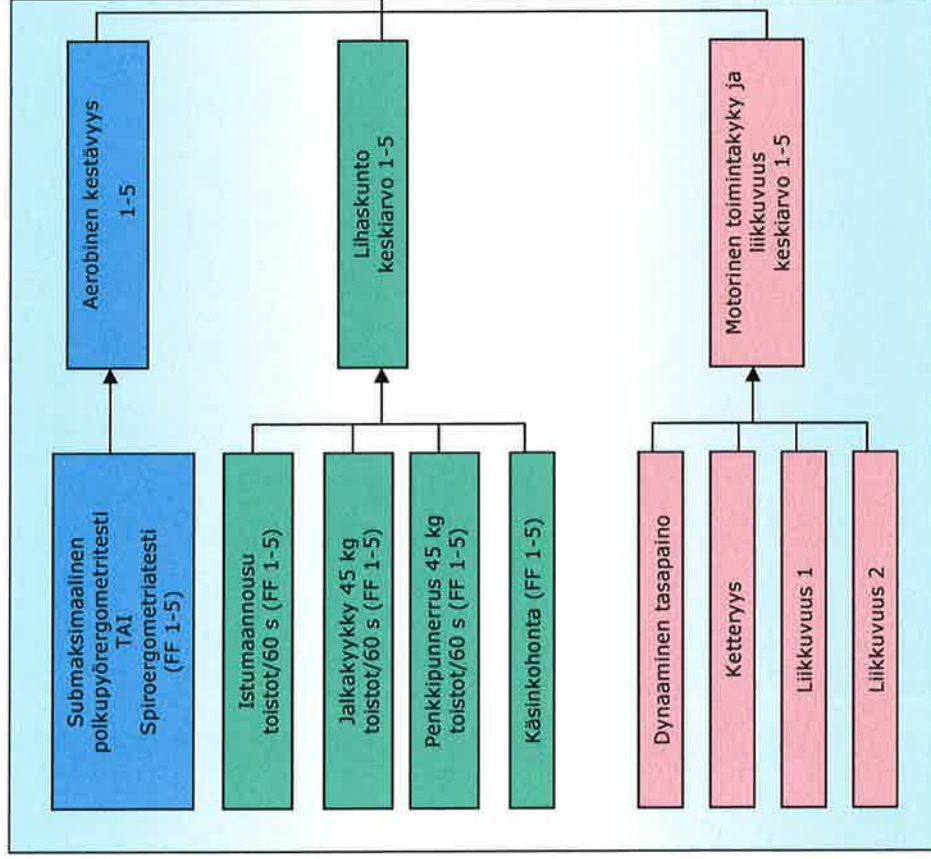 Submaksimaalinen
polkupyörergometritesti
TAI
Spiroergometriatesti
(FF 1-5)
Aerobinen kestävyys
1-5
Istumaannousu
toistot/60 s (FF 1-5)
Jalkakyykky 45 kg
toistot/60 s (FF 1-5)
Penkkipunnerrus 45 kg
toistot/60 s (FF 1-5)
Käsinkohonta (FF 1-5)
Lihaskunto
keskiarvo 1-5
Dynaaminen tasapaino
Ketteryys
Liikkuvuus 1
Liikkuvuus 2
Motorinen toimintakyky ja
liikkuvuus
keskiarvo 1-5